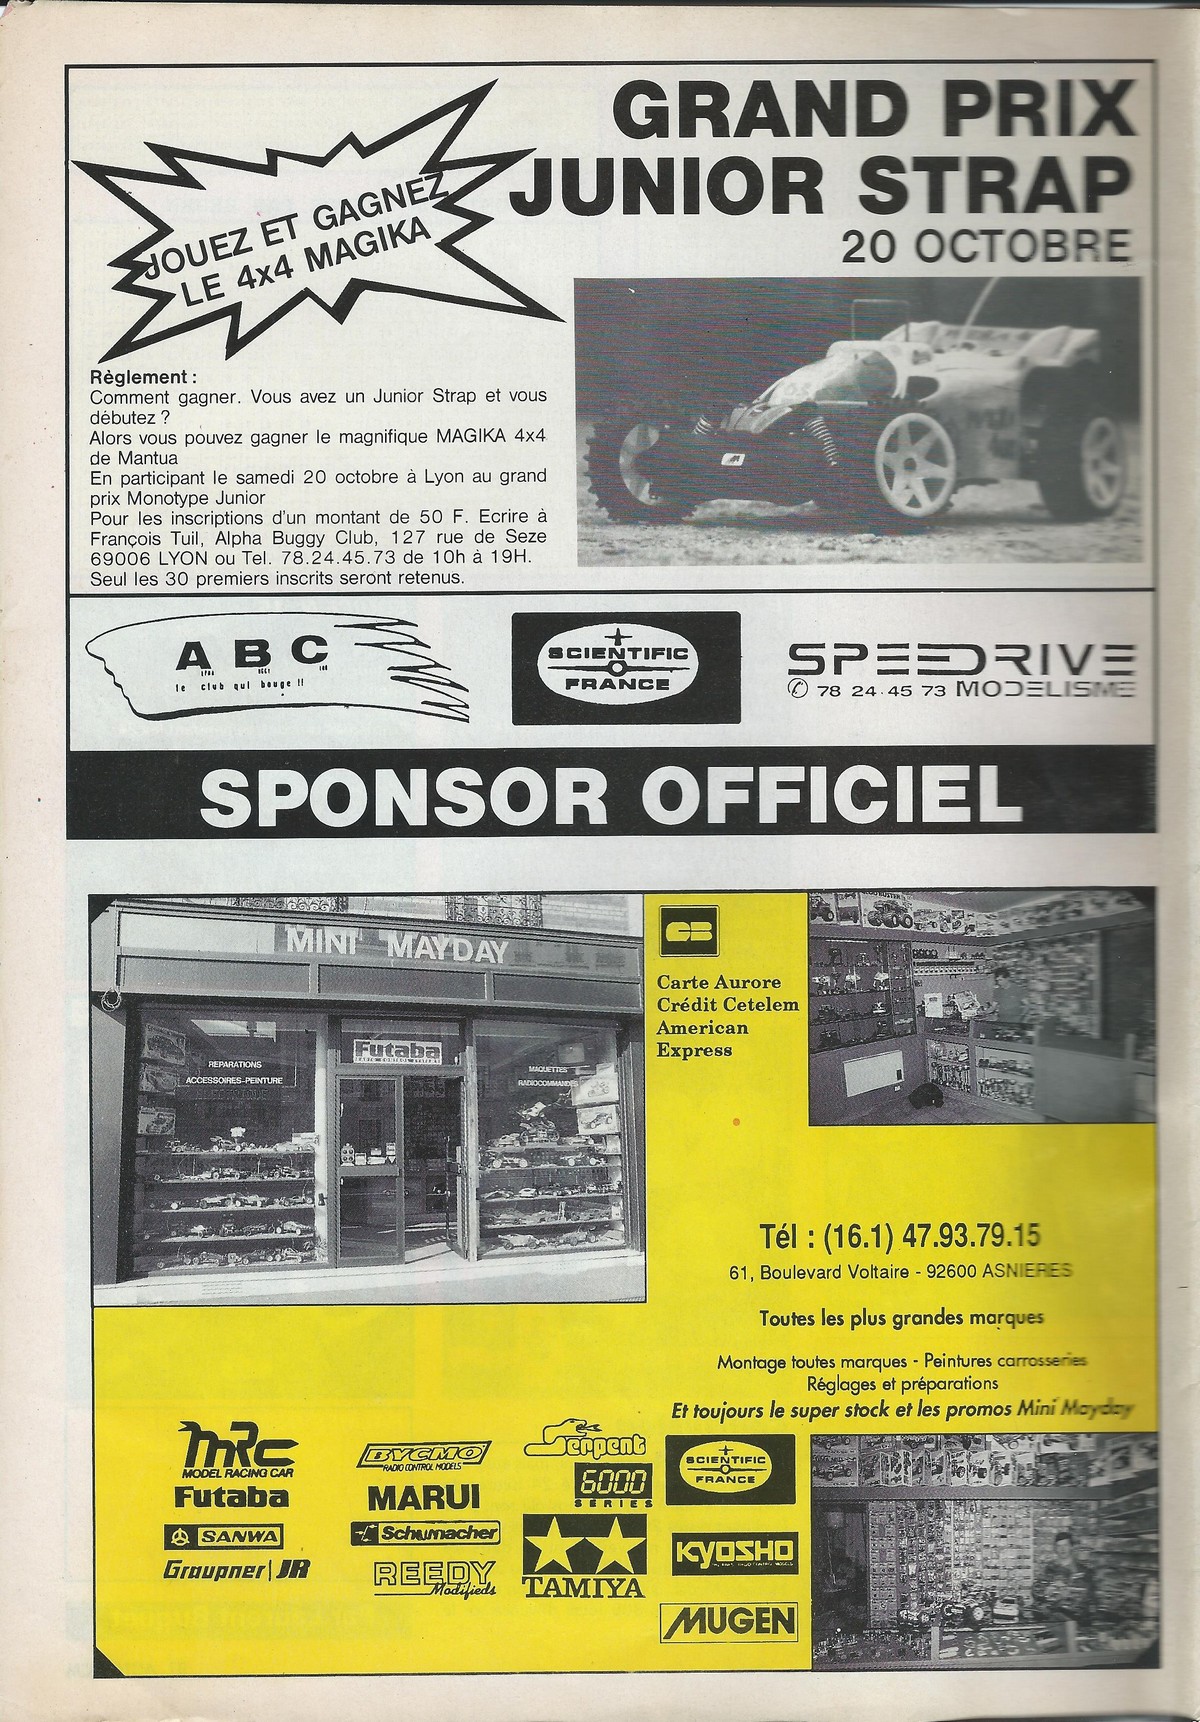 GRAND PRIX
JUNIOR STRAP
20 OCTOBRE
JOUEZ ET GAGNEZ
LE 4x4 MAGIKA
Règlement :
Comment gagner. Vous avez un Junior Strap et vous
débutez ?
Alors vous pouvez gagner le magnifique MAGIKA 4x4
de Mantua
En participant le samedi 20 octobre à Lyon au grand
prix Monotype Junior
Pour les inscriptions d'un montant de 50 F. Ecrire à
François Tuil, Alpha Buggy Club, 127 rue de Seze
69006 LYON ou Tel. 78.24.45.73 de 10h à 19H.
Seul les 30 premiers inscrits seront retenus.
A B C
le club qui bouge !!
SCIENTIFIC
FRANCE
SPEEDRIVE
78 24.45 73 MODELISME
SPONSOR OFFICIEL
MINI MAYDAY
Futaba
REPARATIONS
ACCESSOIRES-PEINTURE
MAQUETTES
RADIOCOMMANDES
CB
Carte Aurore
Crédit Cetelem
American
Express
Tél : (16.1) 47.93.79.15
61, Boulevard Voltaire - 92600 ASNIERES
Toutes les plus grandes marques
Montage toutes marques - Peintures carrosseries
Réglages et préparations
Et toujours le super stock et les promos Mini Mayday
MRC
MODEL RACING CAR
Futaba
SANWA
Graupner|JR
BYCMO
RADIO CONTROL MODELS
MARUI
Schumacher
REEDY
Modifieds
Serpent
6000
SERIES
TAMIYA
SCIENTIFIC
FRANCE
KYOSHO
MUGEN